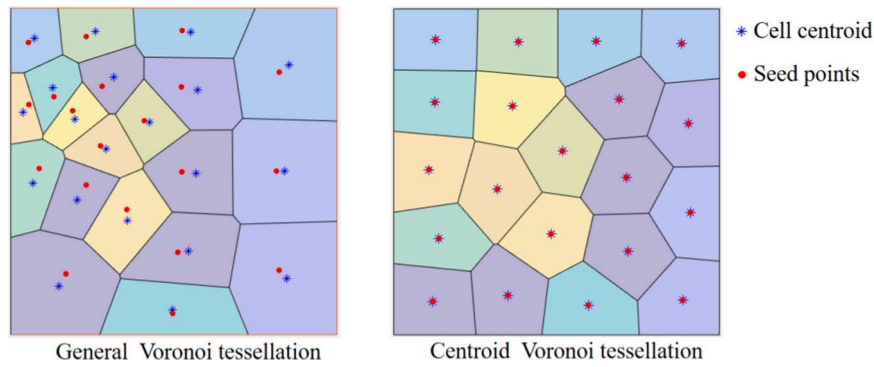 Cell centroid
Seed points
General Voronoi tessellation
Centroid Voronoi tessellation